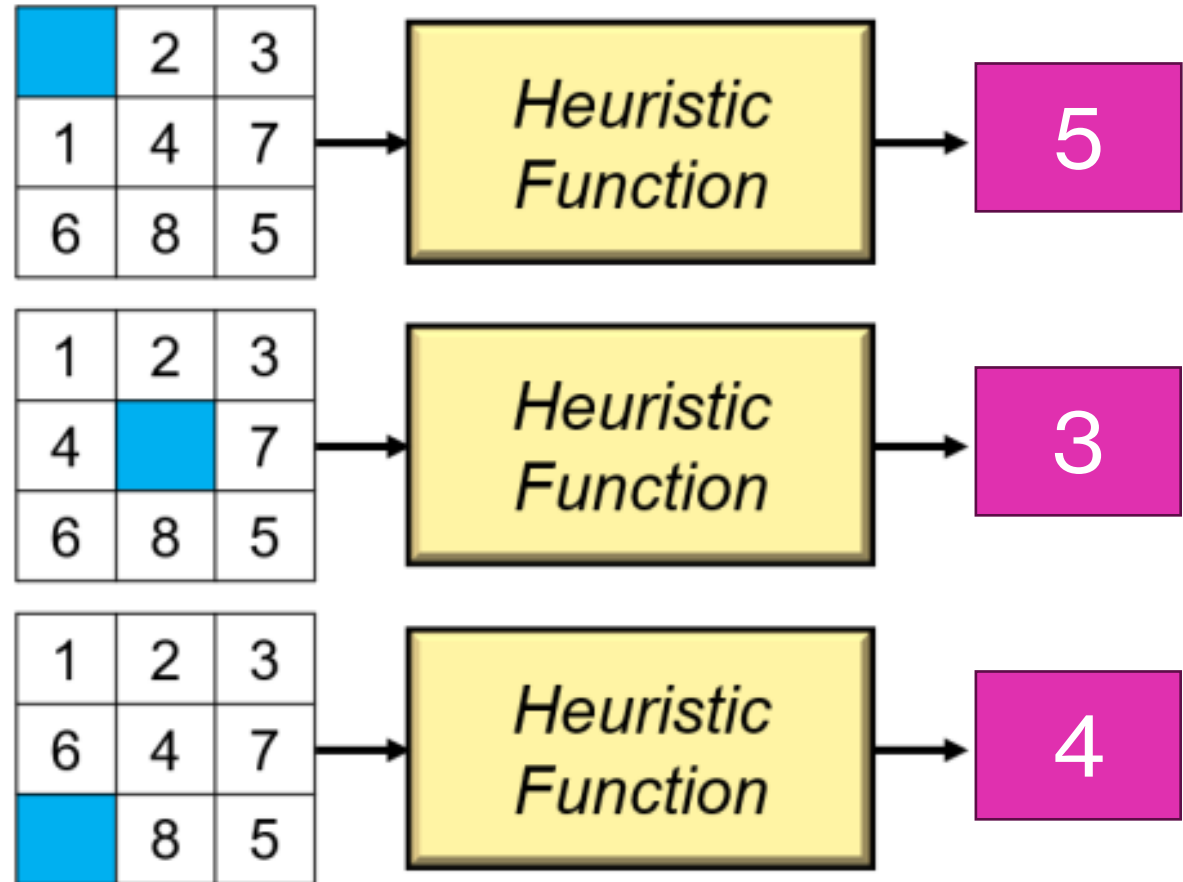 2 3
1 4 7
6 8 5
Heuristic
Function
5
1 2 3
4 7
6 8 5
Heuristic
Function
3
1 2 3
6 4 7
8 5
Heuristic
Function
4